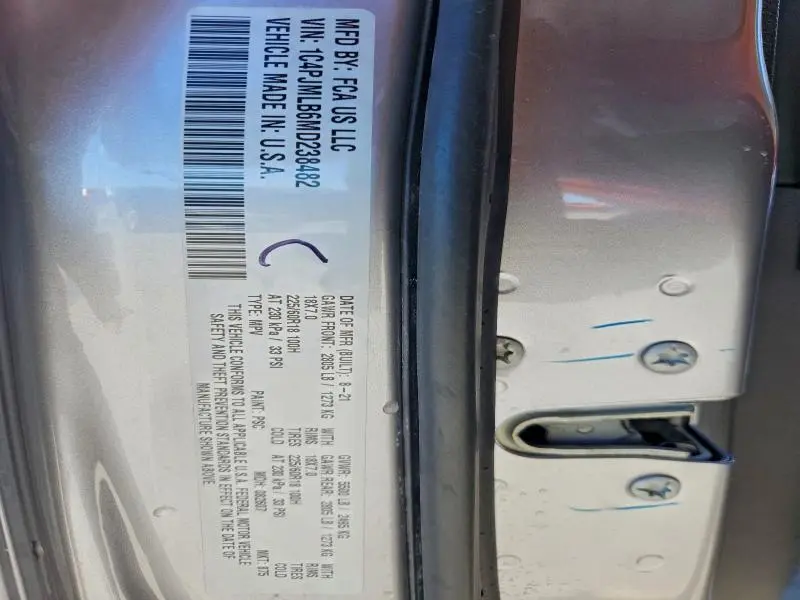 MFD BY: FCA US LLC
VIN: 1C4PJMLB6MD238482
VEHICLE MADE IN: U.S.A.
C
DATE OF MFR (BUILT): 8-21 GVWR: 5500 LB / 2495 KG
GAWR FRONT: 2805 LB / 1273 KG WITH GAWR REAR: 2805 LB / 1273 KG WITH
18X7.0 RIMS 18X7.0 RIMS
225/60R18 100H TIRES 225/60R18 100H TIRES
AT 230 kPa / 33 PSI COLD AT 230 kPa / 33 PSI COLD
TYPE: MPV PAINT: PSC MDH: 082607 MKT: 875
THIS VEHICLE CONFORMS TO ALL APPLICABLE U.S.A. FEDERAL MOTOR VEHICLE
SAFETY AND THEFT PREVENTION STANDARDS IN EFFECT ON THE DATE OF
MANUFACTURE SHOWN ABOVE.